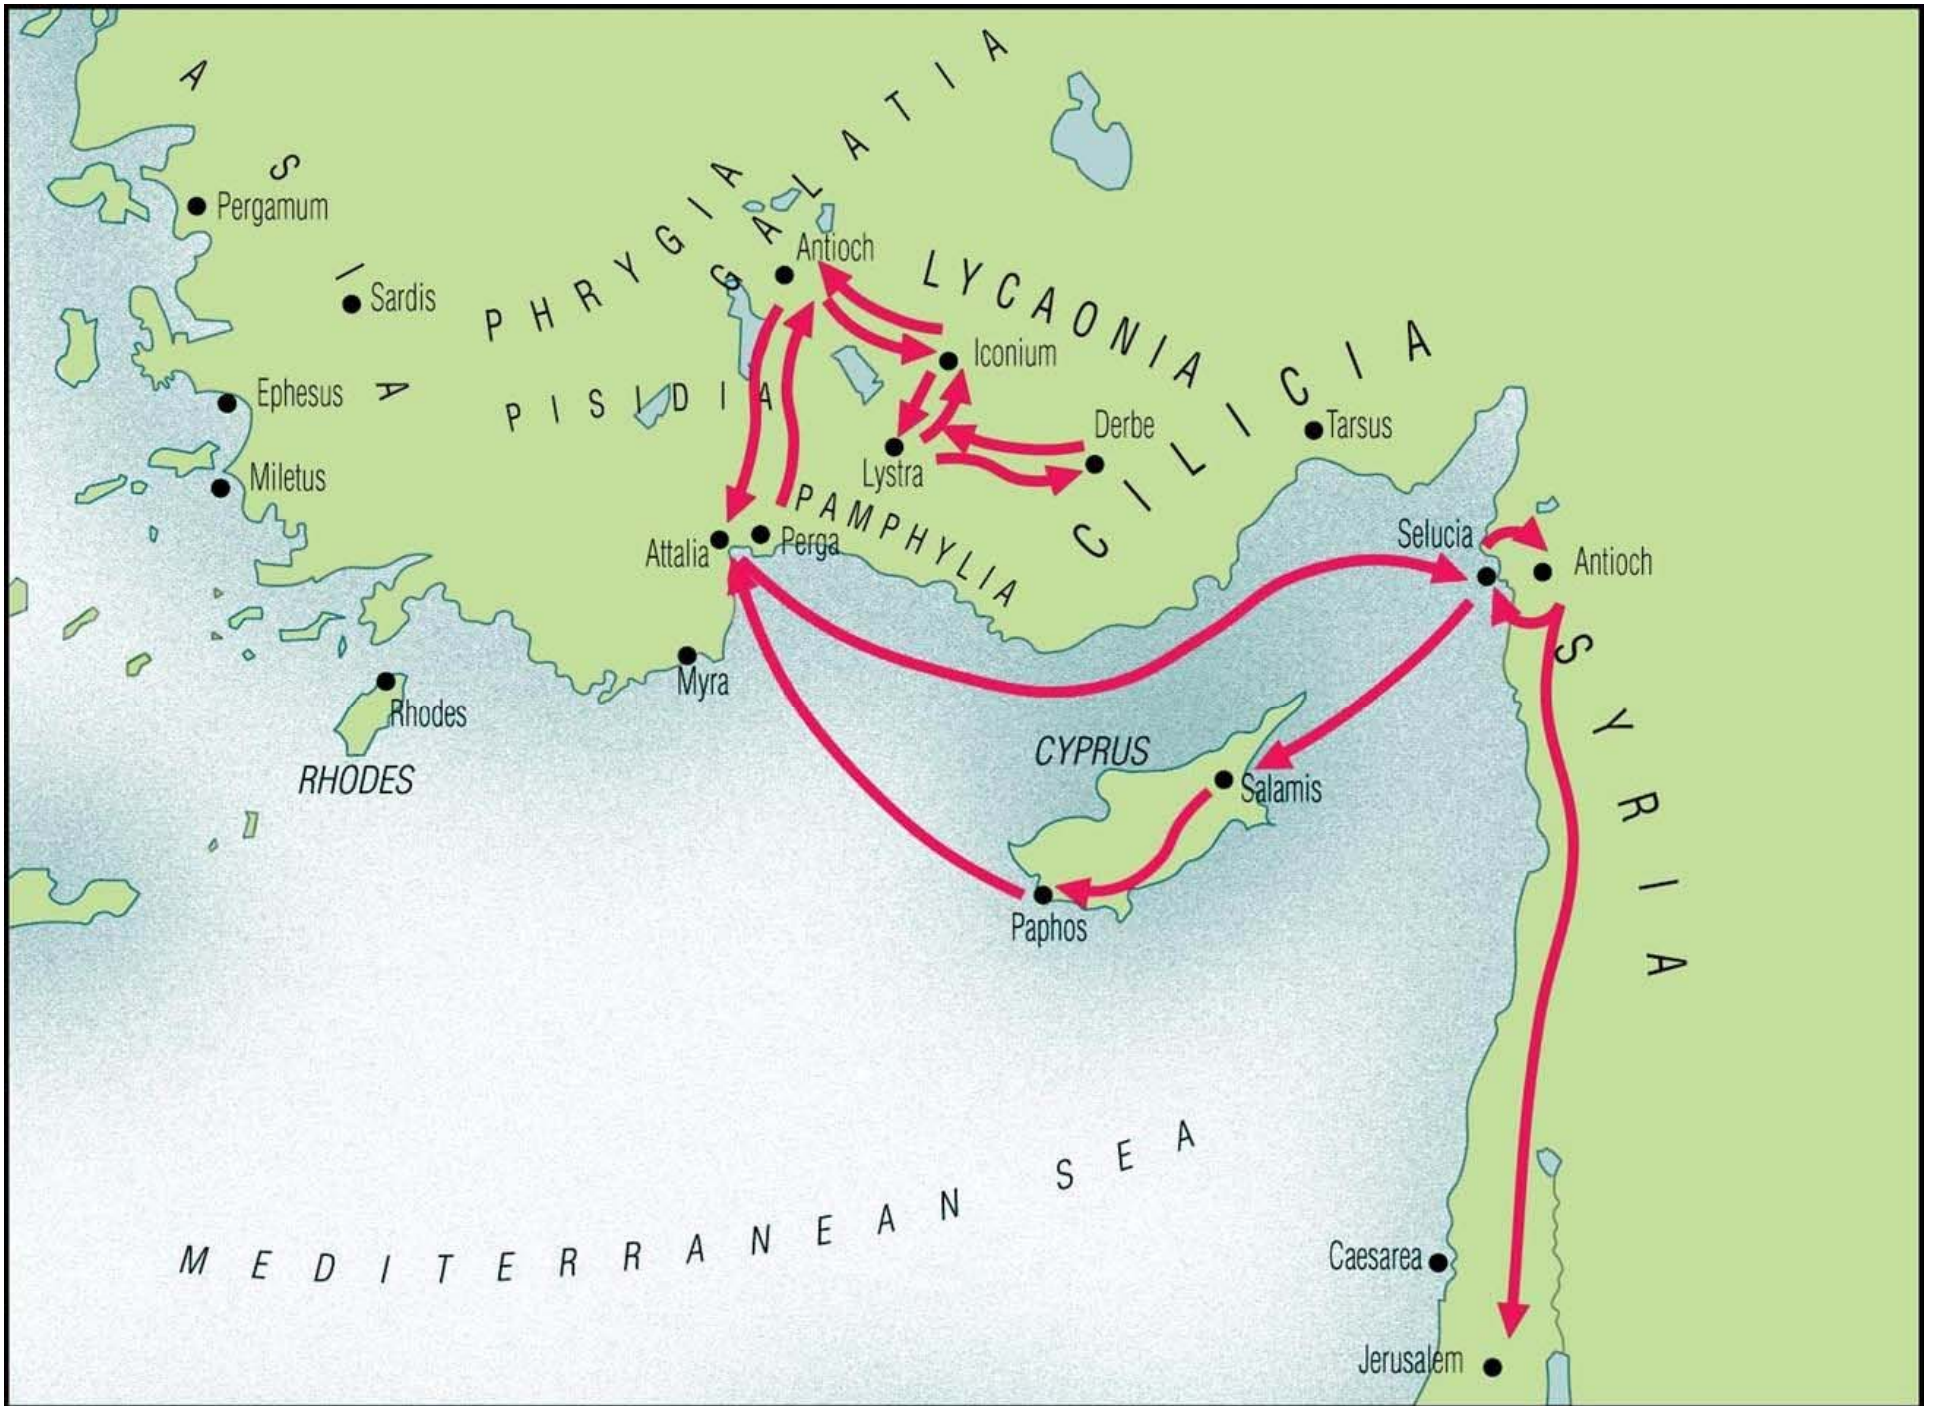 ASIA
GALATIA
PHRYGIA
Pergamum
Antioch
LYCAONIA
Sardis
Iconium
CILICIA
PISIDIA
Ephesus
Derbe
Tarsus
Lystra
Miletus
PAMPHYLIA
Selucia
Attalia
Perga
Antioch
Myra
SYRIA
Rhodes
RHODES
CYPRUS
Salamis
Paphos
MEDITERRANEAN SEA
Caesarea
Jerusalem